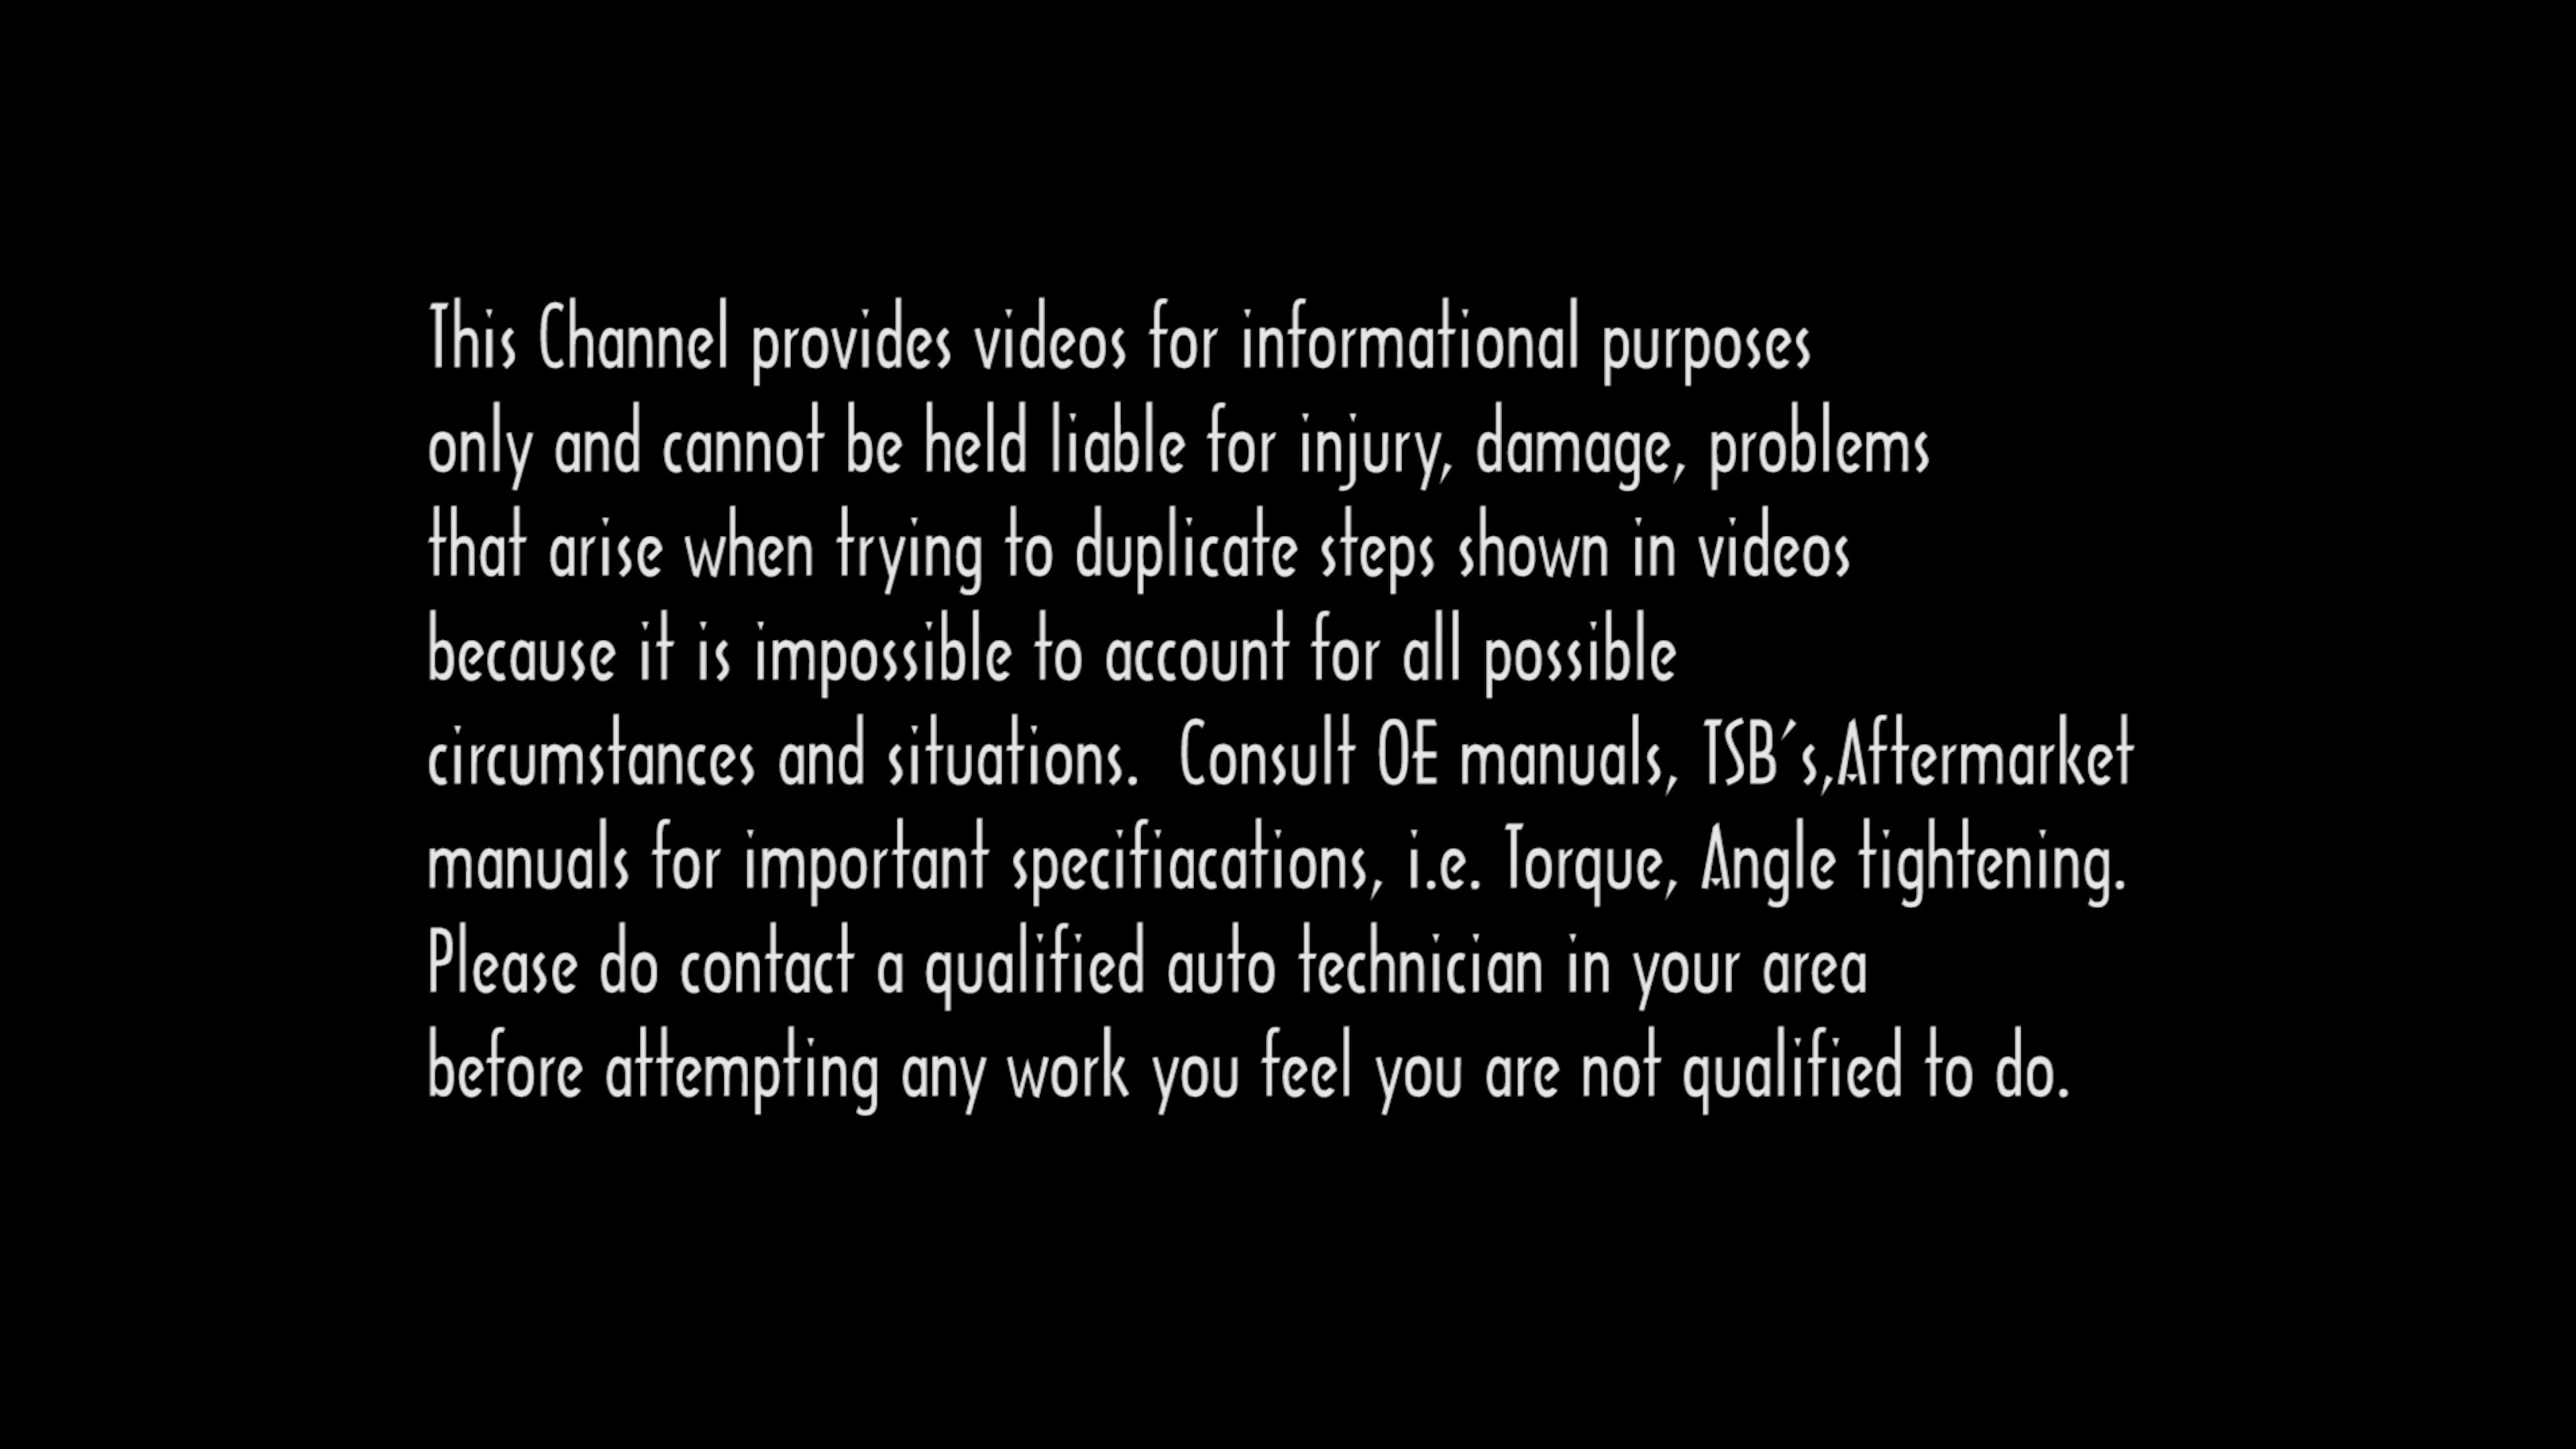 This Channel provides videos for informational purposes
only and cannot be held liable for injury, damage, problems
that arise when trying to duplicate steps shown in videos
because it is impossible to account for all possible
circumstances and situations.  Consult OE manuals, TSB´s,Aftermarket
manuals for important specifiacations, i.e. Torque, Angle tightening.
Please do contact a qualified auto technician in your area
before attempting any work you feel you are not qualified to do.